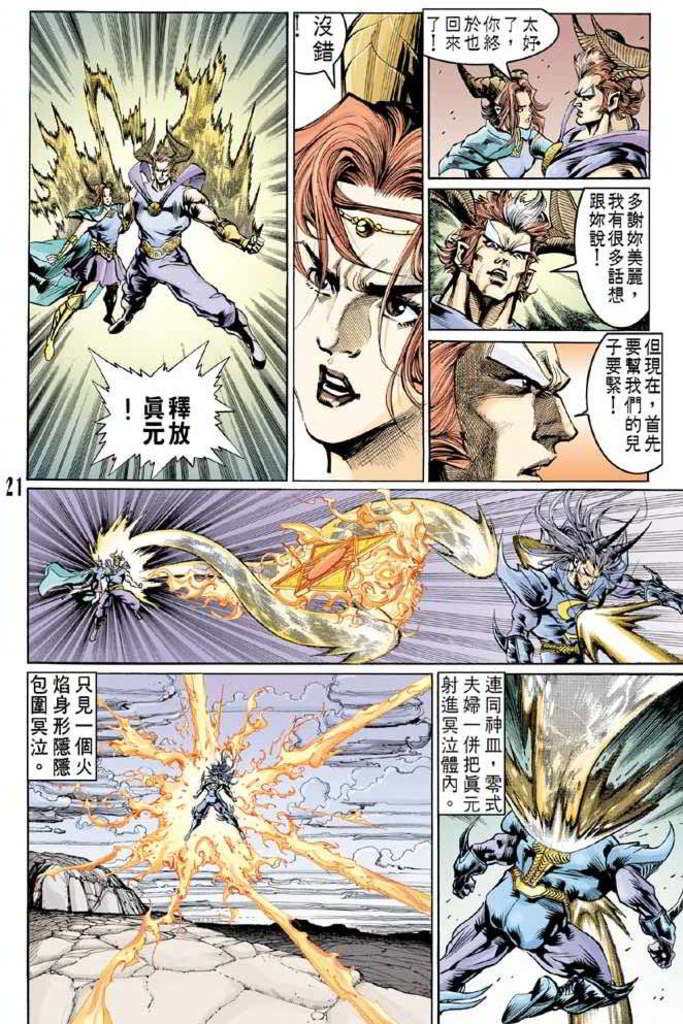 太好
了，
你終
於也
回來
了！
多謝妳美麗，
我有很多話想
跟妳說！
但現在，首先
要幫我們的兒
子要緊！
沒錯
！
釋放
眞元
！
21
連同神血，零式
夫婦一併把眞元
射進冥泣體內。
只見一個火
焰身形隱隱
包圍冥泣。